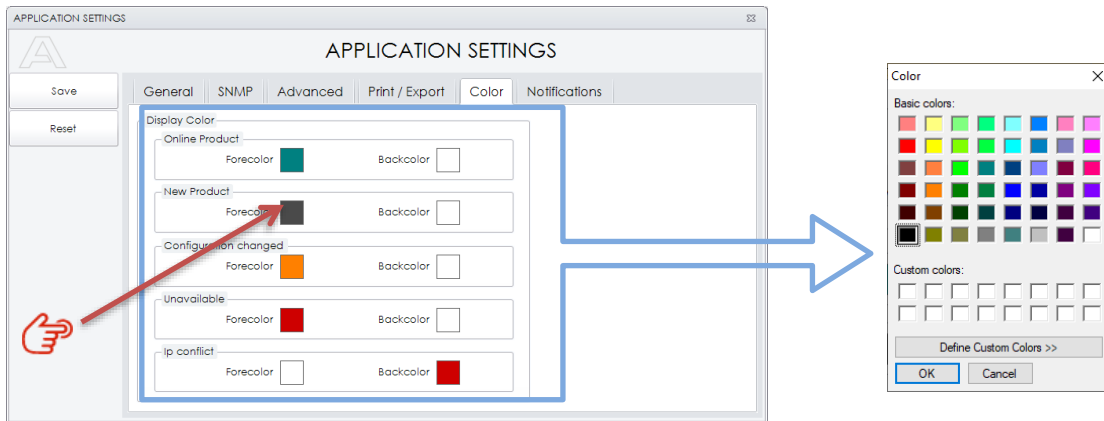 APPLICATION SETTINGS
APPLICATION SETTINGS
Save
Reset
General SNMP Advanced Print / Export Color Notifications
Display Color
Online Product
Forecolor Backcolor
New Product
Forecolor Backcolor
Configuration changed
Forecolor Backcolor
Unavailable
Forecolor Backcolor
Ip conflict
Forecolor Backcolor
Color
Basic colors:
Custom colors:
Define Custom Colors >>
OK Cancel